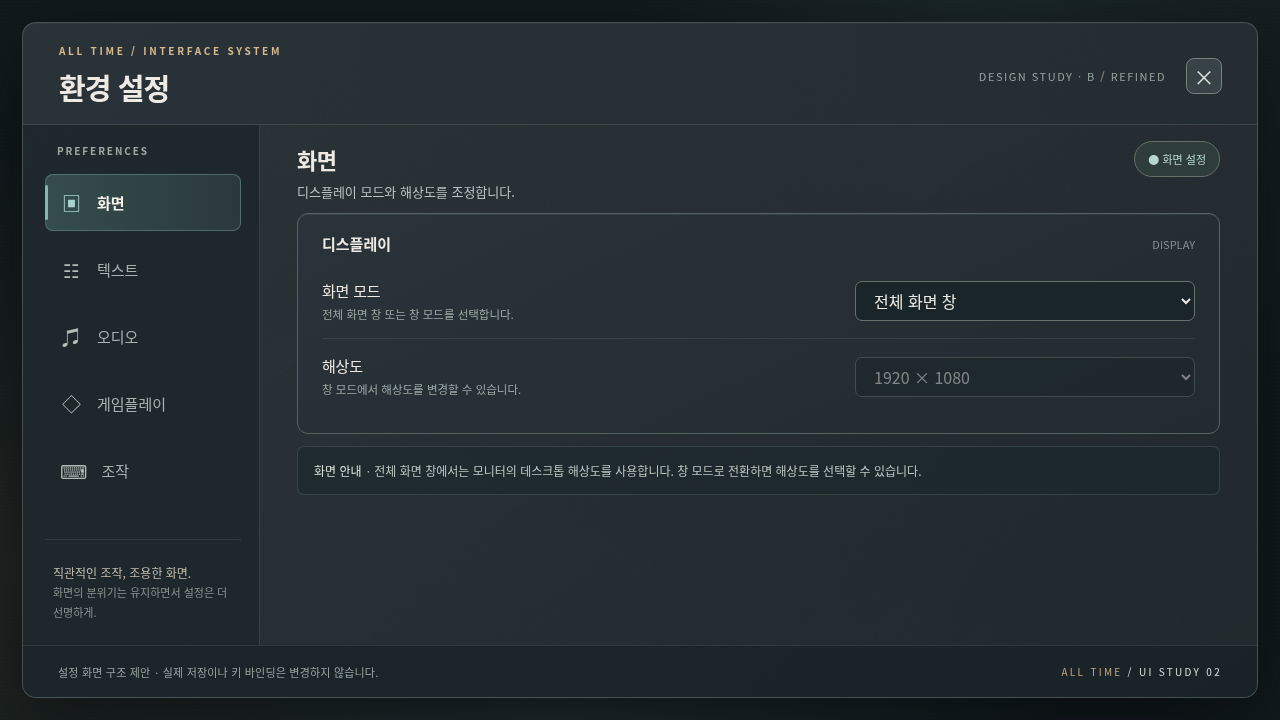 ALL TIME / INTERFACE SYSTEM
환경 설정
DESIGN STUDY · B / REFINED
PREFERENCES
화면
텍스트
오디오
게임플레이
조작
직관적인 조작, 조용한 화면.
화면의 분위기는 유지하면서 설정은 더
선명하게.
화면
디스플레이 모드와 해상도를 조정합니다.
화면 설정
디스플레이
DISPLAY
화면 모드
전체 화면 창 또는 창 모드를 선택합니다.
전체 화면 창
해상도
창 모드에서 해상도를 변경할 수 있습니다.
1920 × 1080
화면 안내 · 전체 화면 창에서는 모니터의 데스크톱 해상도를 사용합니다. 창 모드로 전환하면 해상도를 선택할 수 있습니다.
설정 화면 구조 제안 · 실제 저장이나 키 바인딩은 변경하지 않습니다.
ALL TIME / UI STUDY 02